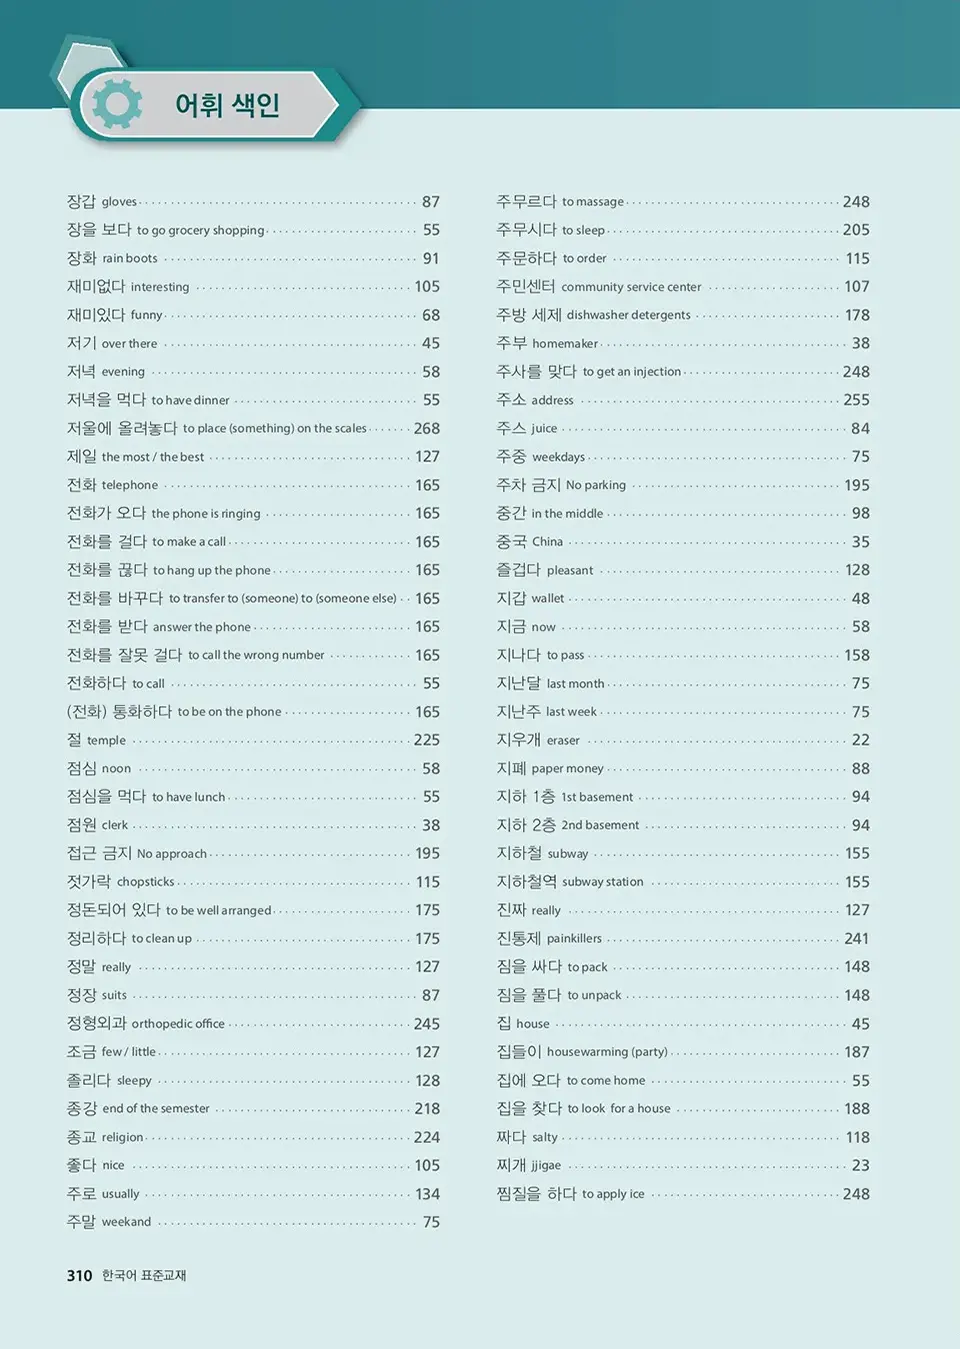 어휘 색인
장갑 gloves 87
장을 보다 to go grocery shopping 55
장화 rain boots 91
재미없다 interesting 105
재미있다 funny 68
저기 over there 45
저녁 evening 58
저녁을 먹다 to have dinner 55
저울에 올려놓다 to place (something) on the scales 268
제일 the most / the best 127
전화 telephone 165
전화가 오다 the phone is ringing 165
전화를 걸다 to make a call 165
전화를 끊다 to hang up the phone 165
전화를 바꾸다 to transfer to (someone) to (someone else) 165
전화를 받다 answer the phone 165
전화를 잘못 걸다 to call the wrong number 165
전화하다 to call 55
(전화) 통화하다 to be on the phone 165
절 temple 225
점심 noon 58
점심을 먹다 to have lunch 55
점원 clerk 38
접근 금지 No approach 195
젓가락 chopsticks 115
정돈되어 있다 to be well arranged 175
정리하다 to clean up 175
정말 really 127
정장 suits 87
정형외과 orthopedic office 245
조금 few / little 127
졸리다 sleepy 128
종강 end of the semester 218
종교 religion 224
좋다 nice 105
주로 usually 134
주말 weekand 75
주무르다 to massage 248
주무시다 to sleep 205
주문하다 to order 115
주민센터 community service center 107
주방 세제 dishwasher detergents 178
주부 homemaker 38
주사를 맞다 to get an injection 248
주소 address 255
주스 juice 84
주중 weekdays 75
주차 금지 No parking 195
중간 in the middle 98
중국 China 35
즐겁다 pleasant 128
지갑 wallet 48
지금 now 58
지나다 to pass 158
지난달 last month 75
지난주 last week 75
지우개 eraser 22
지폐 paper money 88
지하 1층 1st basement 94
지하 2층 2nd basement 94
지하철 subway 155
지하철역 subway station 155
진짜 really 127
진통제 painkillers 241
짐을 싸다 to pack 148
짐을 풀다 to unpack 148
집 house 45
집들이 housewarming (party) 187
집에 오다 to come home 55
집을 찾다 to look for a house 188
짜다 salty 118
찌개 jjigae 23
찜질을 하다 to apply ice 248
310 한국어 표준교재